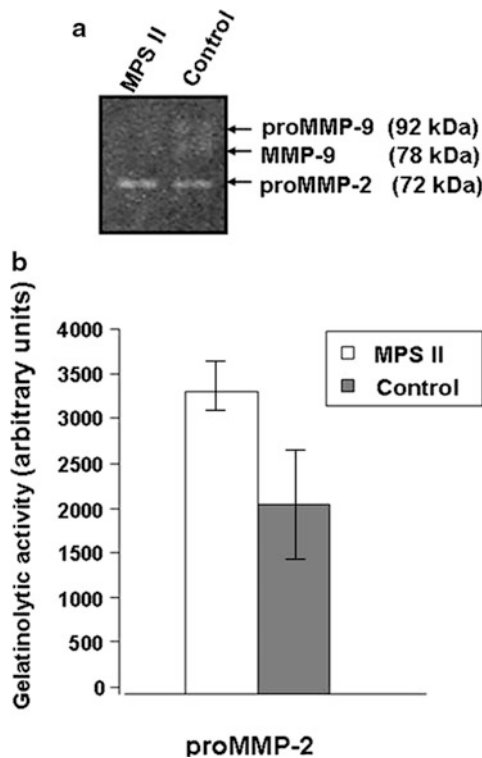 a
MPS II
Control
proMMP-9 (92 kDa)
MMP-9 (78 kDa)
proMMP-2 (72 kDa)
b
Gelatinolytic activity (arbitrary units)
4000
3500
3000
2500
2000
1500
1000
500
0
MPS II
Control
proMMP-2